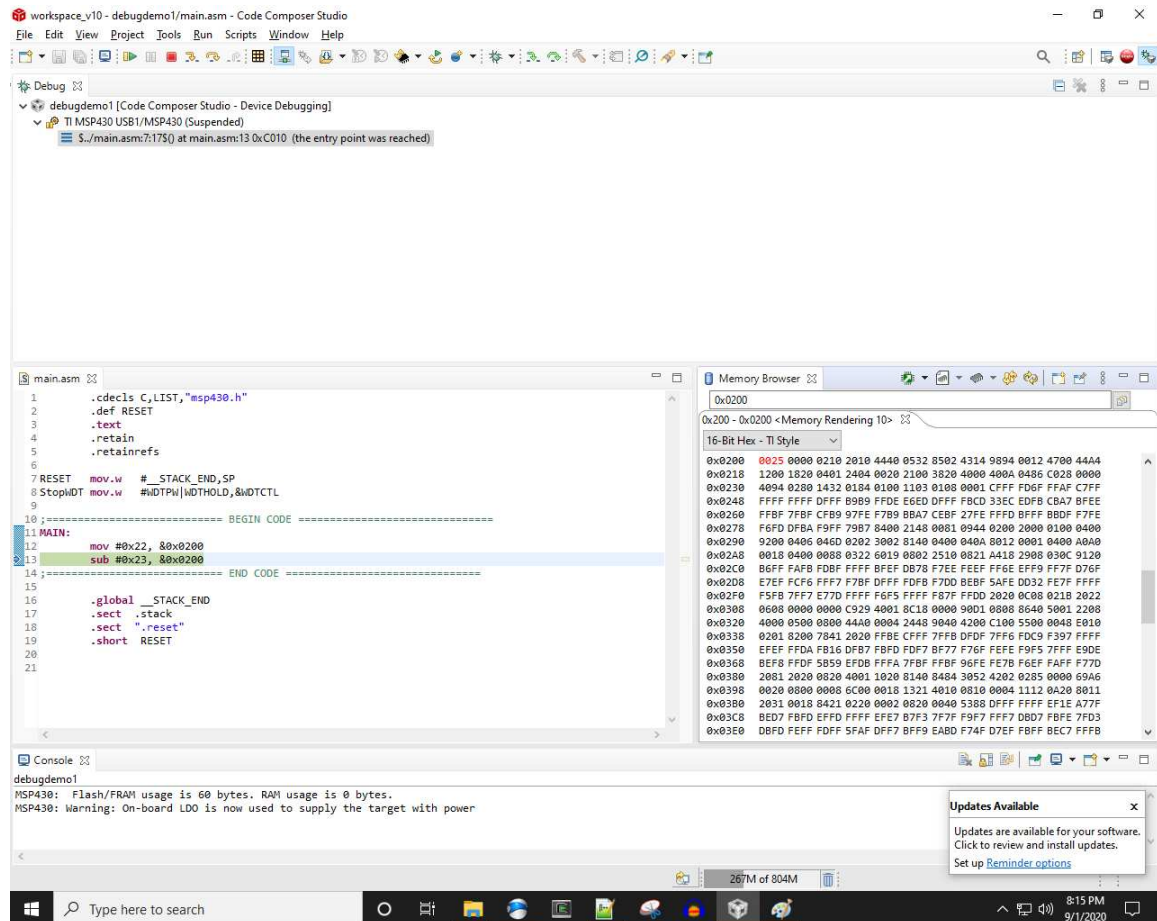 workspace_v10 - debugdemo1/main.asm - Code Composer Studio
File Edit View Project Tools Run Scripts Window Help
Debug
debugdemo1 [Code Composer Studio - Device Debugging]
TI MSP430 USB1/MSP430 (Suspended)
$../main.asm:7:17$() at main.asm:13 0xC010 (the entry point was reached)
main.asm
1 .cdecls C,LIST,"msp430.h"
2 .def RESET
3 .text
4 .retain
5 .retainrefs
6
7 RESET mov.w #__STACK_END,SP
8 StopWDT mov.w #WDTPW|WDTHOLD,&WDTCTL
9
10 ;============================ BEGIN CODE ===============================
11 MAIN:
12 mov #0x22, &0x0200
13 sub #0x23, &0x0200
14 ;============================ END CODE ===============================
15
16 .global __STACK_END
17 .sect .stack
18 .sect ".reset"
19 .short RESET
20
21
Memory Browser
0x0200
0x200 - 0x0200 <Memory Rendering 10>
16-Bit Hex - TI Style
0x0200 0025 0000 0210 2010 4440 0532 8502 4314 9894 0012 4700 44A4
0x0218 1200 1820 0401 2404 0020 2100 3820 4000 400A 0486 C028 0000
0x0230 4094 0280 1432 0184 0100 1103 0108 0001 CFFF FD6F FFAF C7FF
0x0248 FFFF FFFF DFFF B9B9 FFDE E6ED DFFF FBCD 33EC EDFB CBA7 BFEE
0x0260 FFBF 7FBF CFB9 97FE F7B9 BBA7 CEBF 27FE FFFD BFFF BBDF F7FE
0x0278 F6FD DFBA F9FF 79B7 8400 2148 0081 0944 0200 2000 0100 0400
0x0290 9200 0406 046D 0202 3002 8140 0400 040A 8012 0001 0400 A0A0
0x02A8 0018 0400 0088 0322 6019 0802 2510 0821 A418 2908 030C 9120
0x02C0 B6FF FAFB FDBF FFFF BFEF DB78 F7EE FEEF FF6E EFF9 FF7F D76F
0x02D8 E7EF FCF6 FFF7 F7BF DFFF FDFB F7DD BEBF 5AFE DD32 FE7F FFFF
0x02F0 F5FB 7FF7 E77D FFFF F6F5 FFFF F87F FFDD 2020 0C08 021B 2022
0x0308 0608 0000 0000 C929 4001 8C18 0000 90D1 0808 8640 5001 2208
0x0320 4000 0500 0800 44A0 0004 2448 9040 4200 C100 5500 0048 E010
0x0338 0201 8200 7841 2020 FFBE CFFF 7FFB DFDF 7FF6 FDC9 F397 FFFF
0x0350 EFEF FFDA FB16 DFB7 FBFD FDF7 BF77 F76F FEFE F9F5 7FFF E9DE
0x0368 BEF8 FFDF 5B59 EFDB FFFA 7FBF FFBF 96FE FE7B F6EF FAFF F77D
0x0380 2081 2020 0820 4001 1020 8140 8484 3052 4202 0285 0000 69A6
0x0398 0020 0800 0008 6C00 0018 1321 4010 0810 0004 1112 0A20 8011
0x03B0 2031 0018 8421 0220 0002 0820 0040 5388 DFFF FFFF EF1E A77F
0x03C8 BED7 FBFD EFFD FFFF EFE7 B7F3 7F7F F9F7 FFF7 DBD7 FBFE 7FD3
0x03E0 DBFD FEFF FDFF 5FAF DFF7 BFF9 EABD F74F D7EF FBFF BEC7 FFFB
Console
debugdemo1
MSP430: Flash/FRAM usage is 60 bytes. RAM usage is 0 bytes.
MSP430: Warning: On-board LDO is now used to supply the target with power
Updates Available x
Updates are available for your software.
Click to review and install updates.
Set up Reminder options
267M of 804M
Type here to search
8:15 PM
9/1/2020